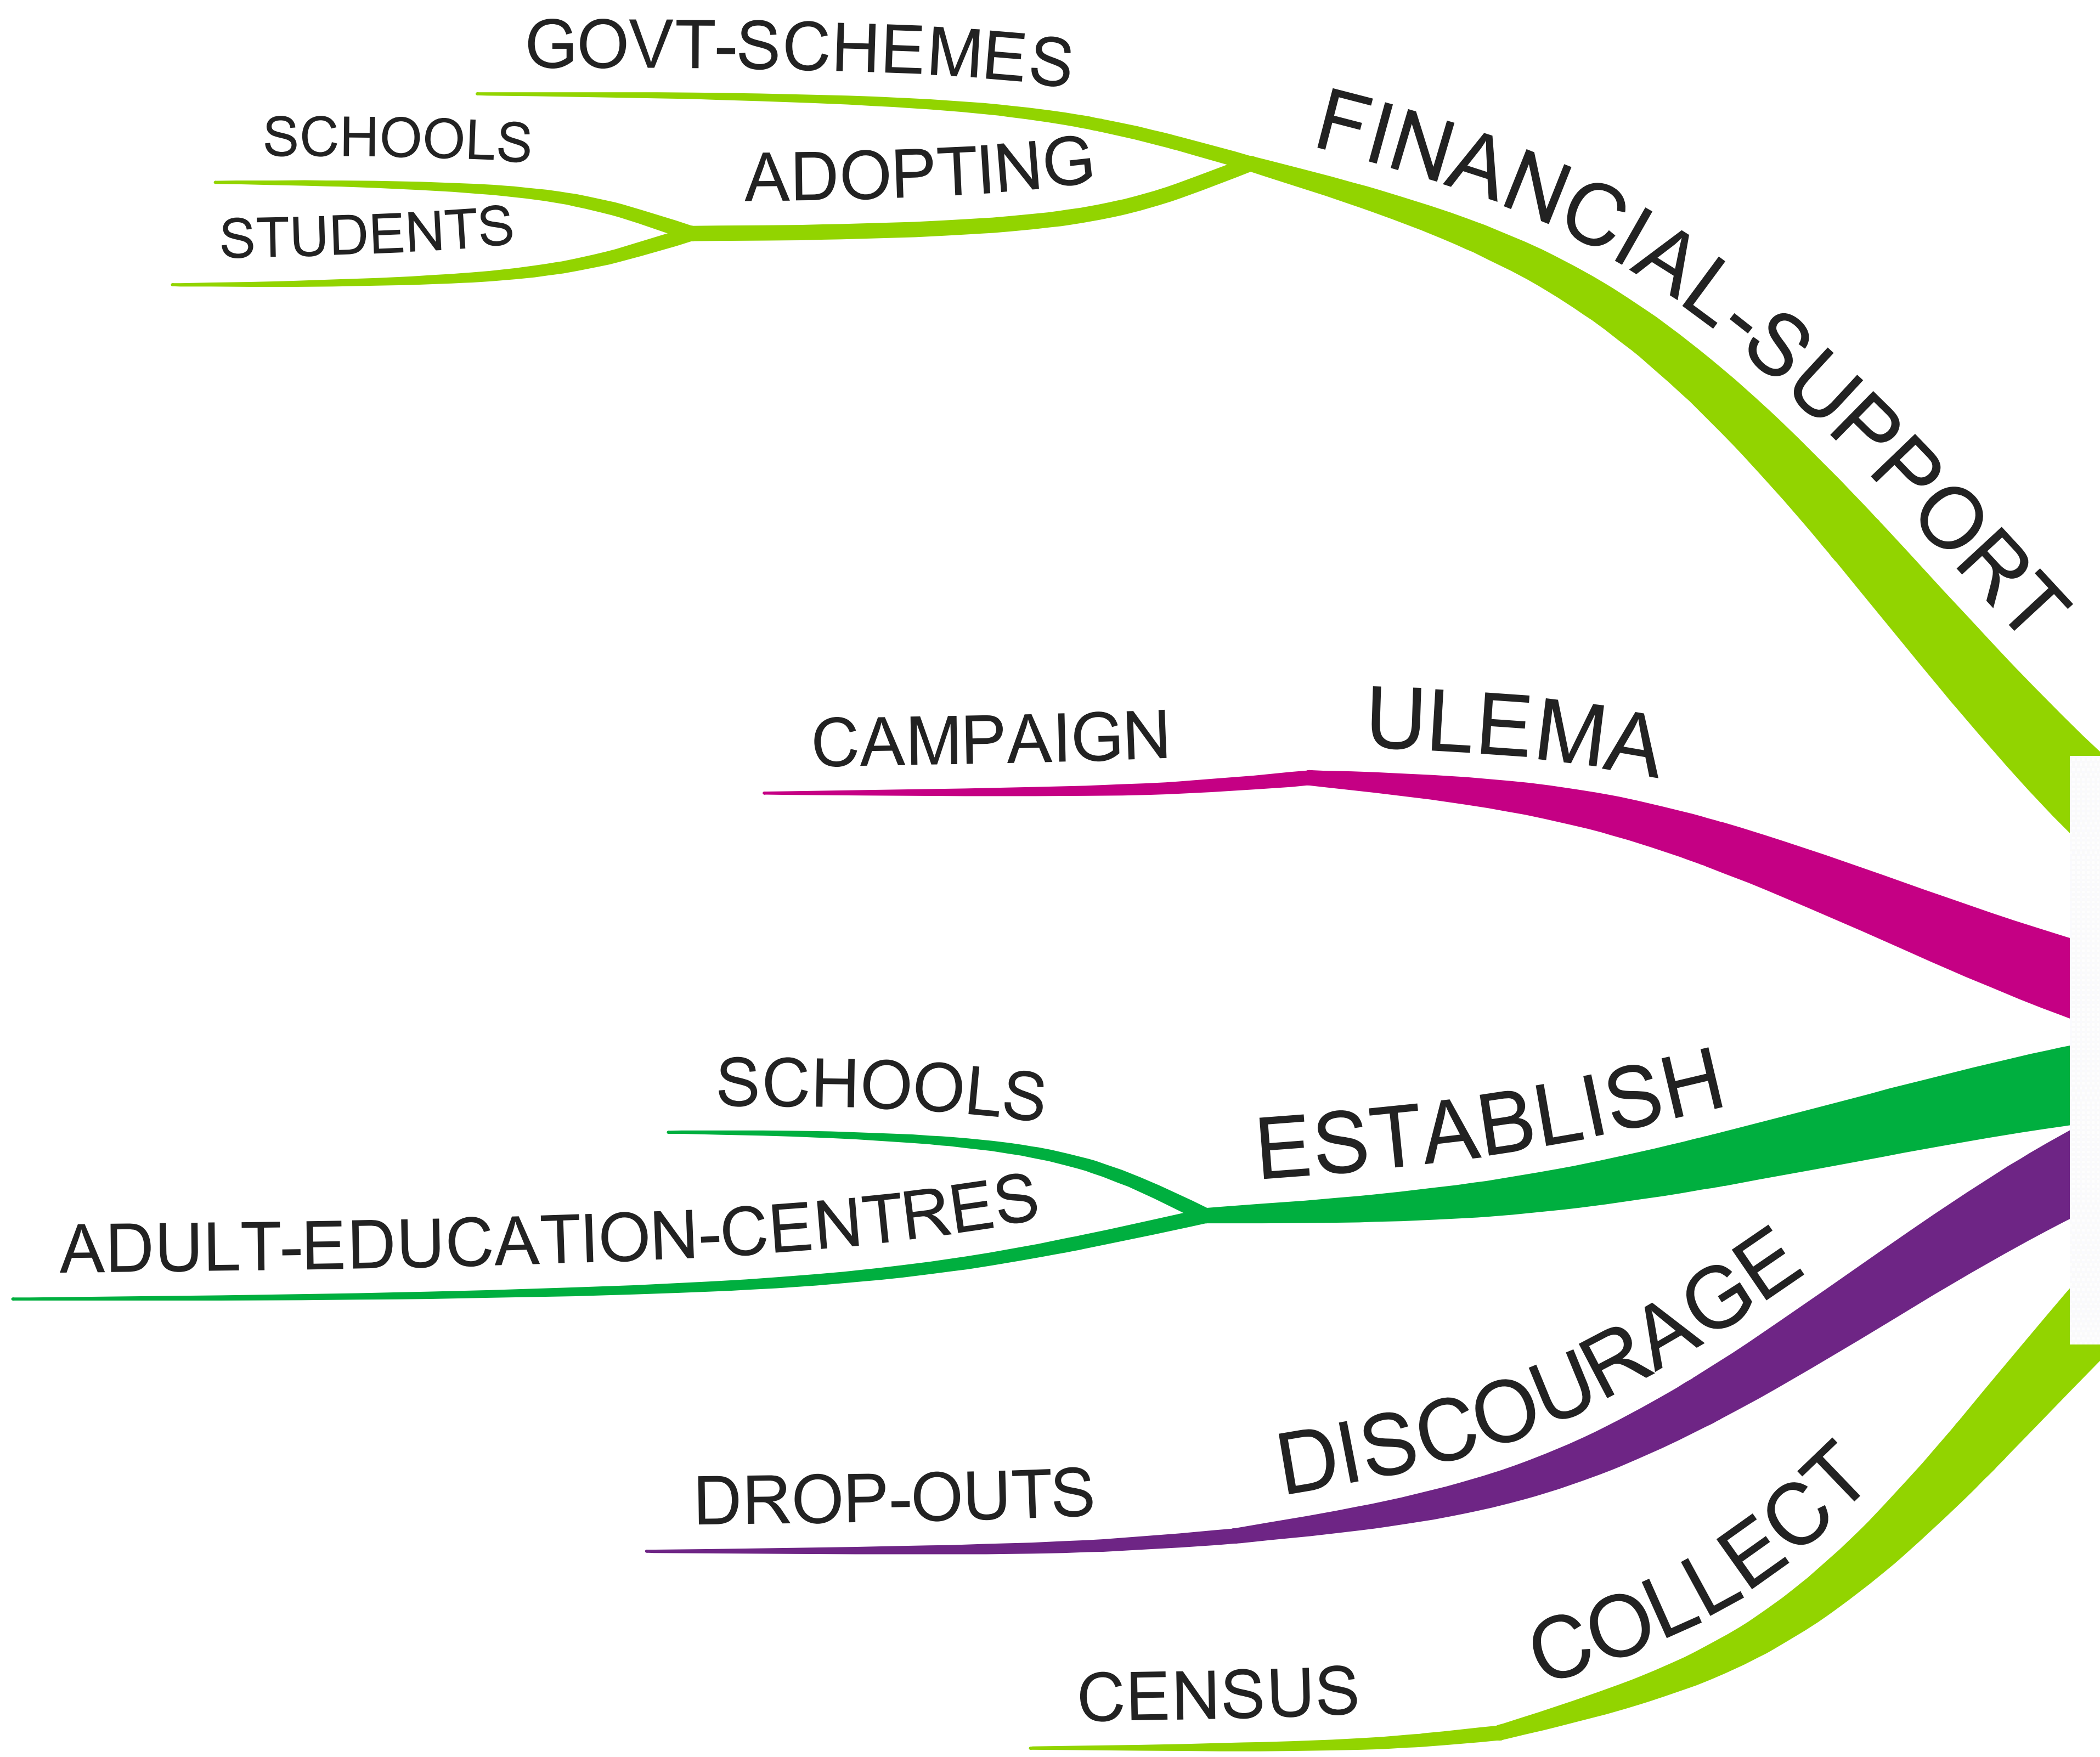 GOVT-SCHEMES
FINANCIAL-SUPPORT
SCHOOLS
ADOPTING
STUDENTS
CAMPAIGN
ULEMA
SCHOOLS
ESTABLISH
ADULT-EDUCATION-CENTRES
DISCOURAGE
DROP-OUTS
COLLECT
CENSUS